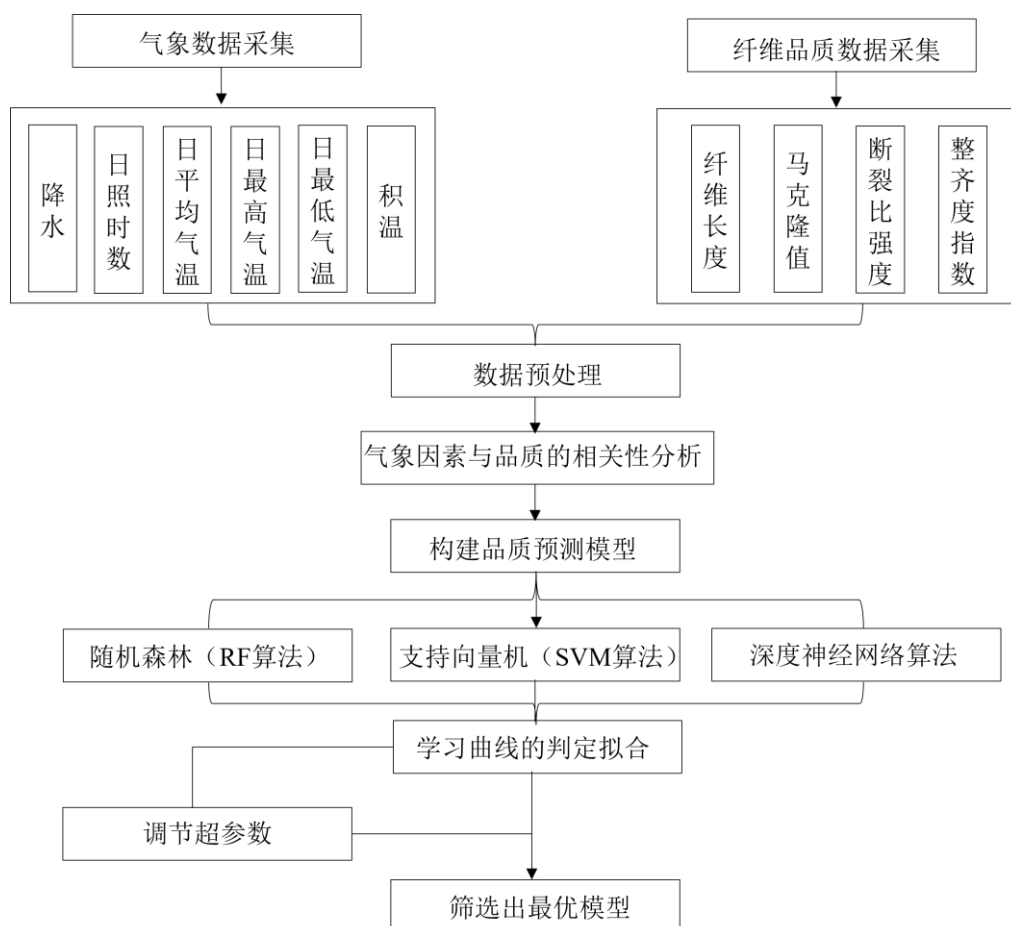 气象数据采集
纤维品质数据采集
降水
日照时数
日平均气温
日最高气温
日最低气温
积温
纤维长度
马克隆值
断裂比强度
整齐度指数
数据预处理
气象因素与品质的相关性分析
构建品质预测模型
随机森林（RF算法）
支持向量机（SVM算法）
深度神经网络算法
学习曲线的判定拟合
调节超参数
筛选出最优模型